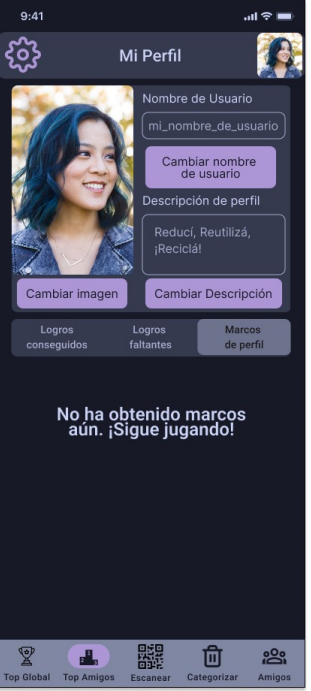 9:41
Mi Perfil
Nombre de Usuario
mi_nombre_de_usuario
Cambiar nombre
de usuario
Descripción de perfil
Reducí, Reutilizá,
¡Reciclá!
Cambiar imagen
Cambiar Descripción
Logros
conseguidos
Logros
faltantes
Marcos
de perfil
No ha obtenido marcos
aún. ¡Sigue jugando!
Top Global
Top Amigos
Escanear
Categorizar
Amigos